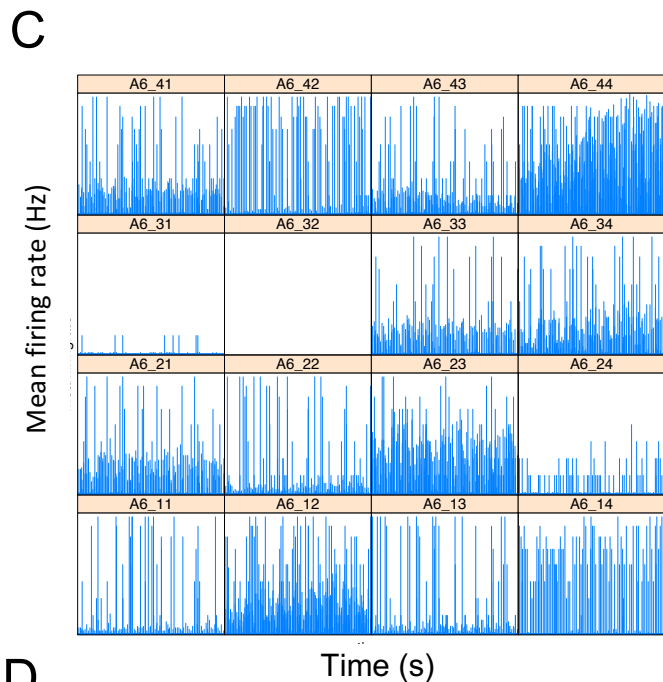 C
A6_41 A6_42 A6_43 A6_44
A6_31 A6_32 A6_33 A6_34
A6_21 A6_22 A6_23 A6_24
A6_11 A6_12 A6_13 A6_14
Mean firing rate (Hz)
Time (s)
D